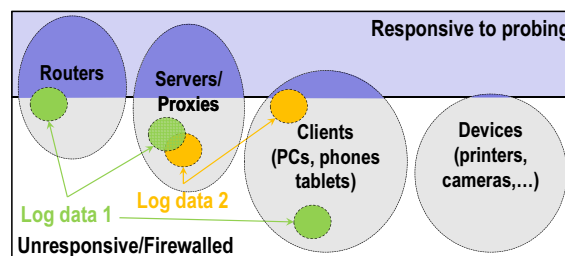 Responsive to probing
Routers
Servers/
Proxies
Clients
(PCs, phones
tablets)
Devices
(printers,
cameras,…)
Log data 1
Log data 2
Unresponsive/Firewalled